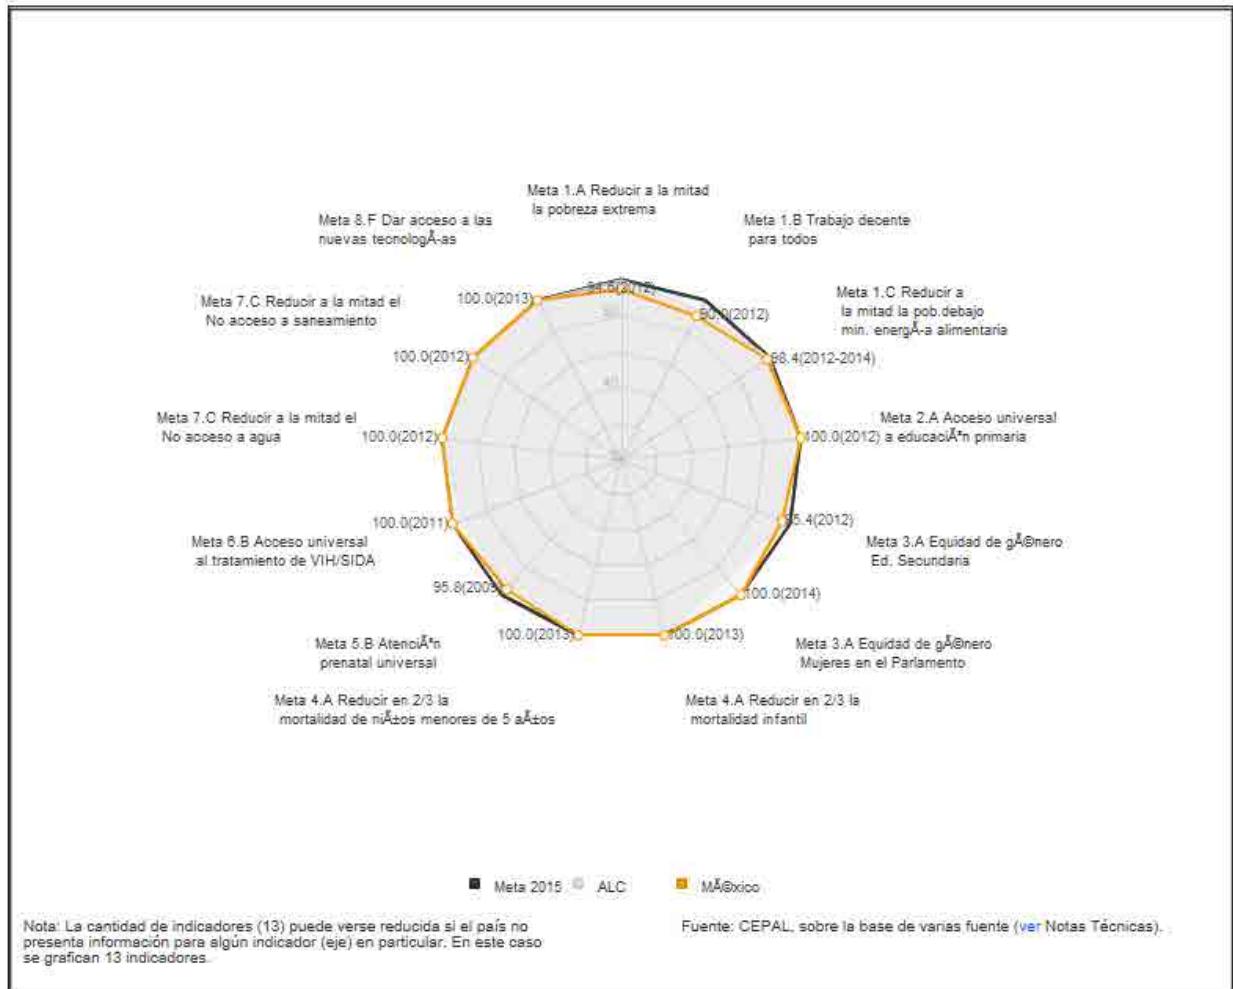 Meta 1.A Reducir a la mitad
la pobreza extrema
Meta 1.B Trabajo decente
para todos
Meta 1.C Reducir a
la mitad la pob.debajo
min. energÃ-a alimentaria
Meta 2.A Acceso universal
a educaciÃ³n primaria
Meta 3.A Equidad de gÃ©nero
Ed. Secundaria
Meta 3.A Equidad de gÃ©nero
Mujeres en el Parlamento
Meta 4.A Reducir en 2/3 la
mortalidad infantil
Meta 4.A Reducir en 2/3 la
mortalidad de niÃ±os menores de 5 aÃ±os
Meta 5.B AtenciÃ³n
prenatal universal
Meta 6.B Acceso universal
al tratamiento de VIH/SIDA
Meta 7.C Reducir a la mitad el
No acceso a agua
Meta 7.C Reducir a la mitad el
No acceso a saneamiento
Meta 8.F Dar acceso a las
nuevas tecnologÃ-as
94.6(2012)
90.0(2012)
98.4(2012-2014)
100.0(2012)
95.4(2012)
100.0(2014)
100.0(2013)
100.0(2013)
95.8(2009)
100.0(2011)
100.0(2012)
100.0(2012)
100.0(2013)
40
Meta 2015
ALC
MÃ©xico
Nota: La cantidad de indicadores (13) puede verse reducida si el país no
presenta información para algún indicador (eje) en particular. En este caso
se grafican 13 indicadores.
Fuente: CEPAL, sobre la base de varias fuente (ver Notas Técnicas).